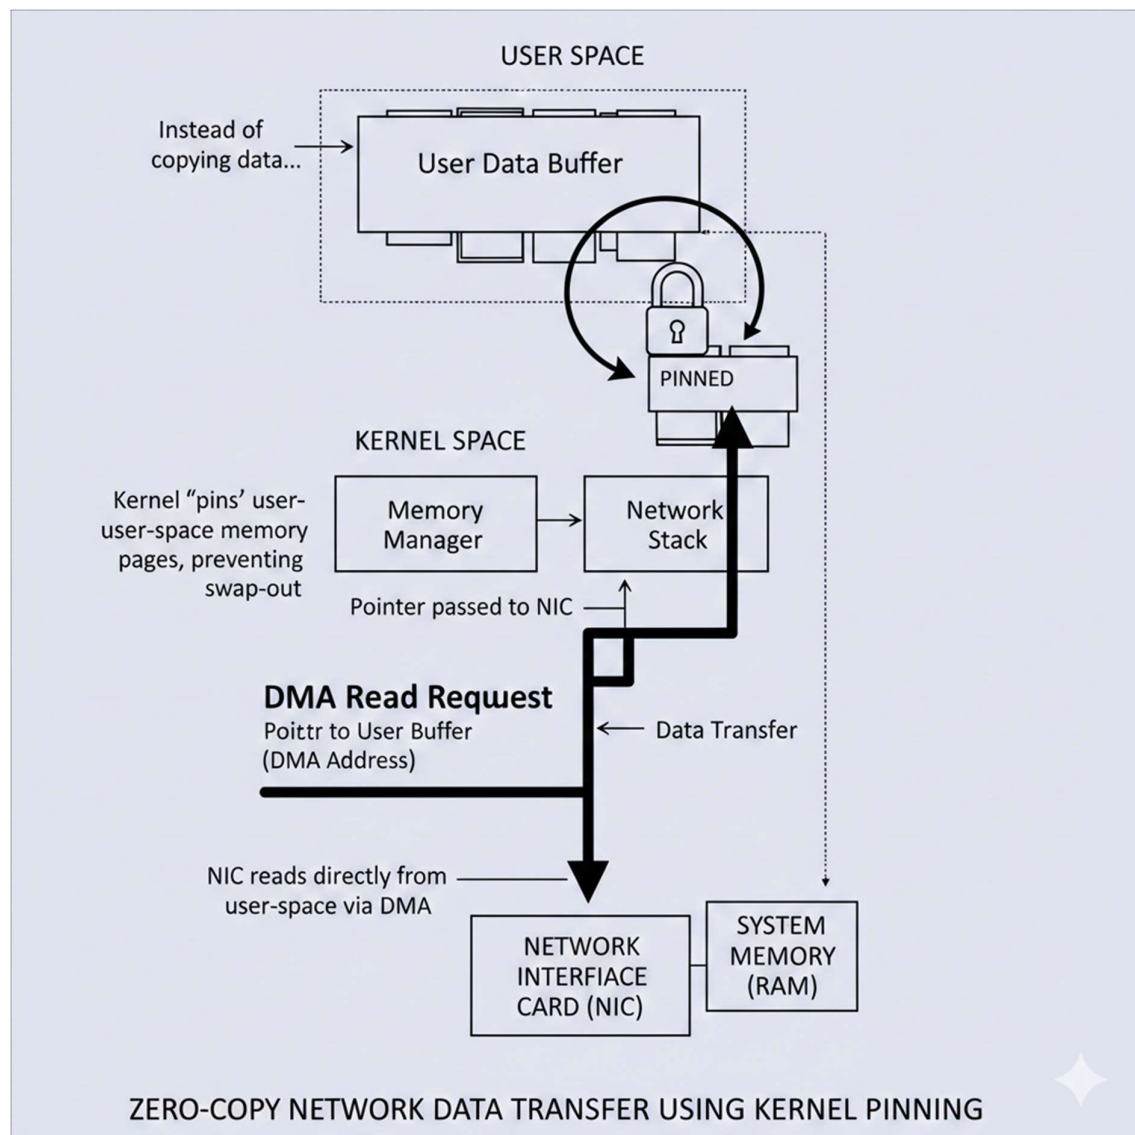 USER SPACE
Instead of
copying data...
User Data Buffer
PINNED
KERNEL SPACE
Kernel “pins’ user-
user-space memory
pages, preventing
swap-out
Memory
Manager
Network
Stack
Pointer passed to NIC
DMA Read Request
Poittr to User Buffer
(DMA Address)
Data Transfer
NIC reads directly from
user-space via DMA
NETWORK
INTERFIACE
CARD (NIC)
SYSTEM
MEMORY
(RAM)
ZERO-COPY NETWORK DATA TRANSFER USING KERNEL PINNING